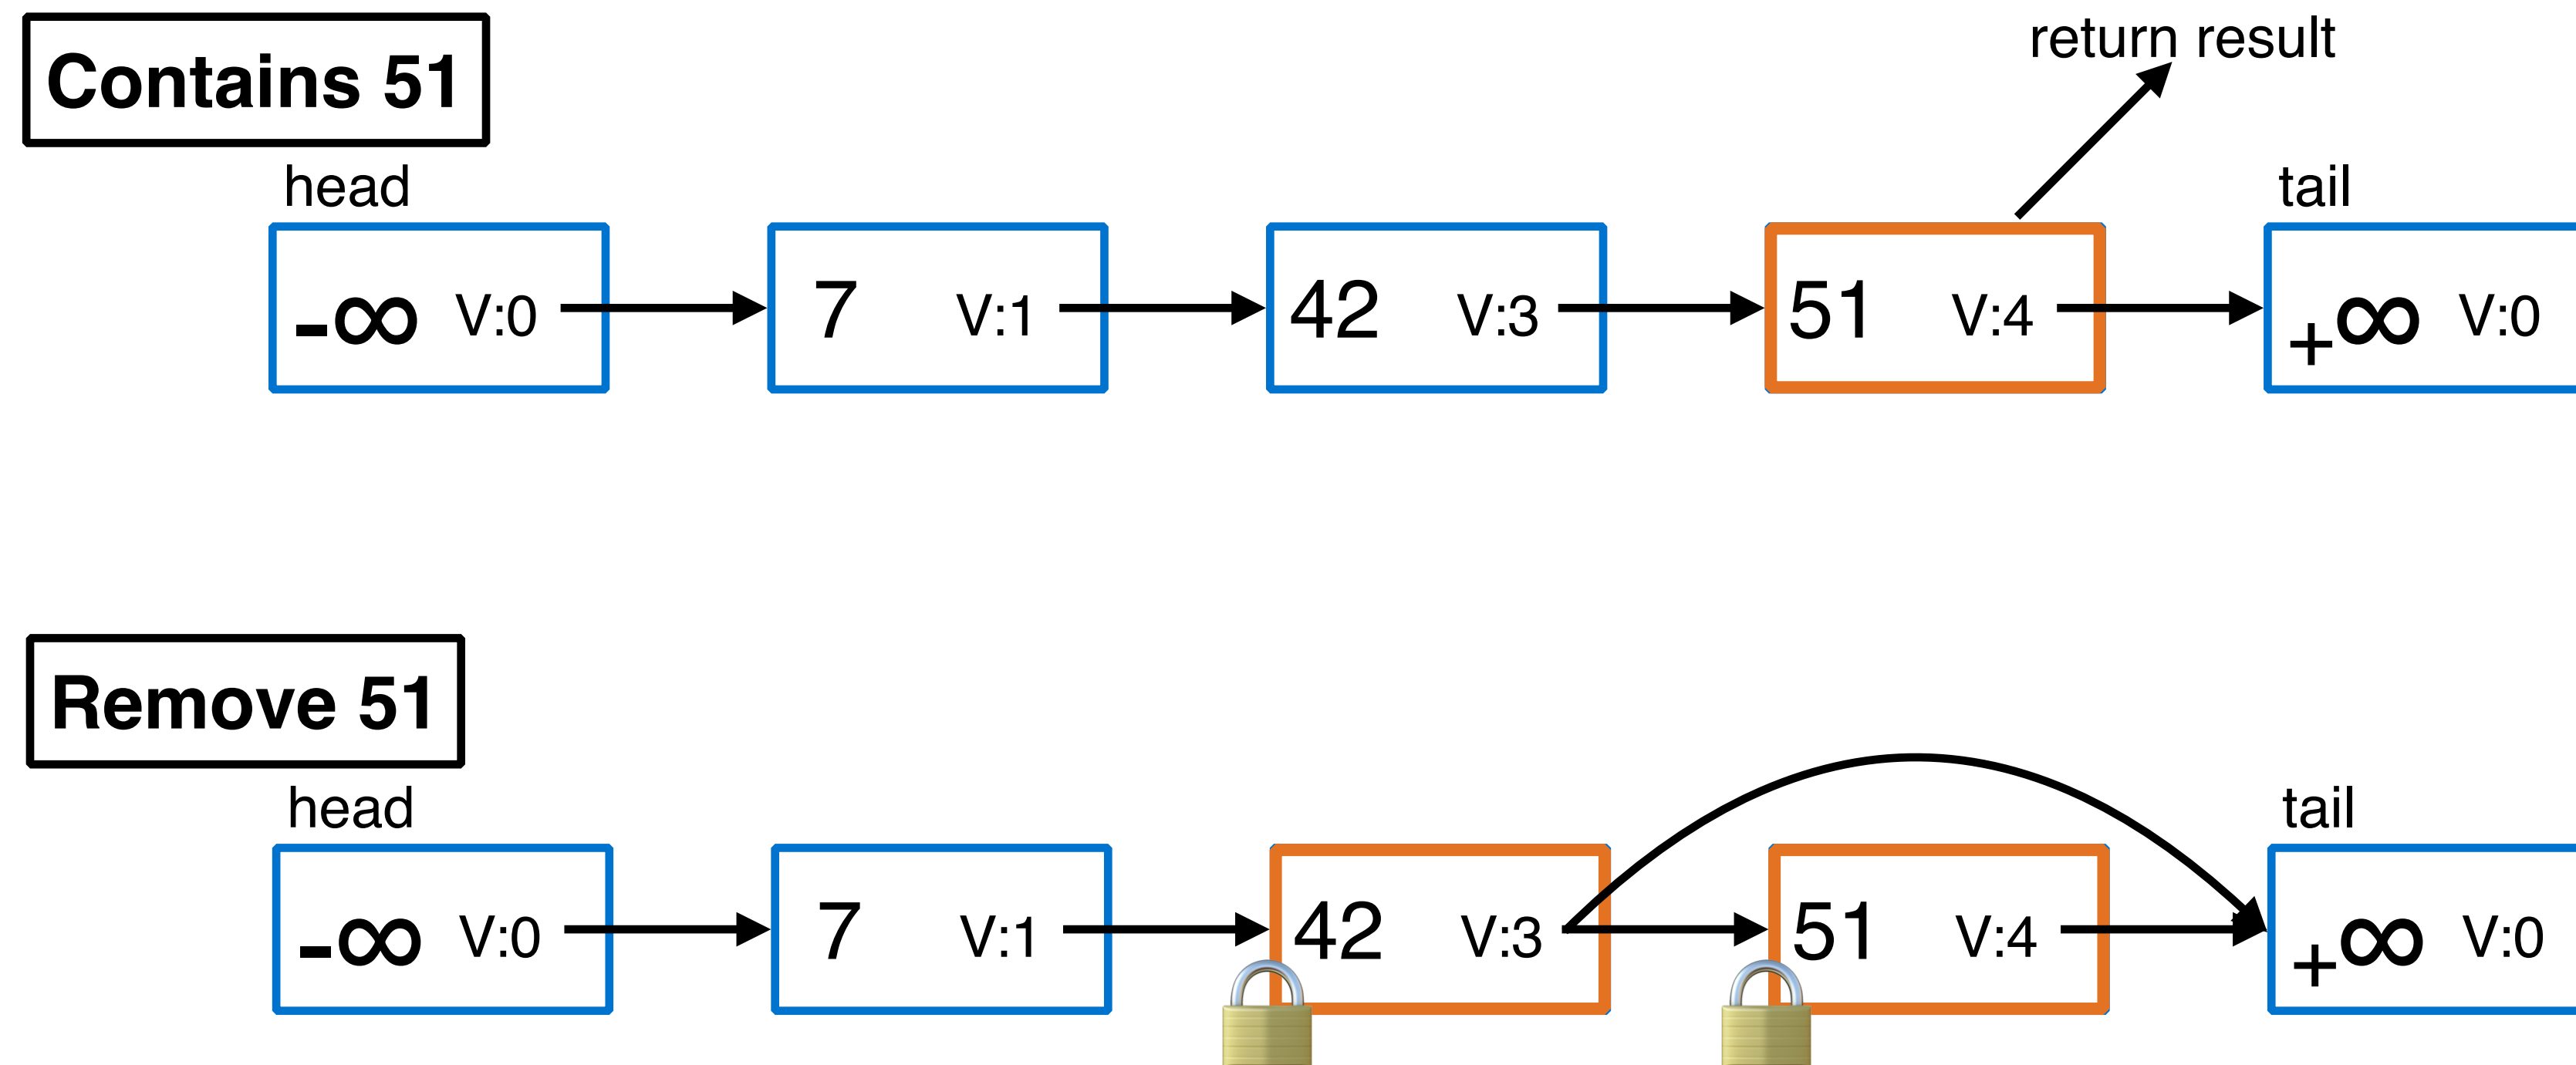 return result
Contains 51
head
tail
-∞ V:0 7 V:1 42 V:3 51 V:4 +∞ V:0
Remove 51
head
tail
-∞ V:0 7 V:1 42 V:3 51 V:4 +∞ V:0